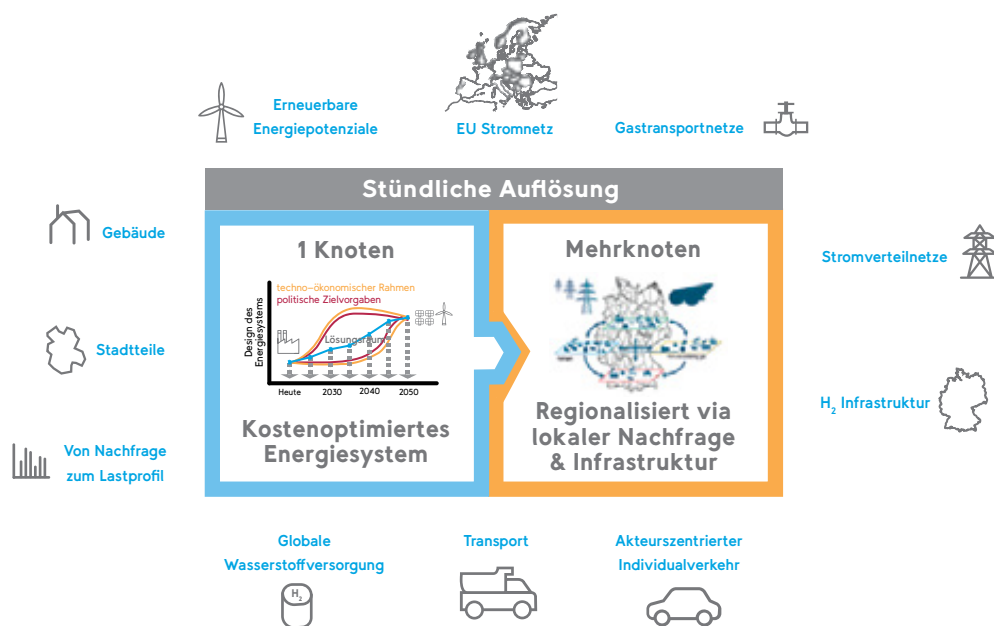 Erneuerbare
Energiepotenziale
EU Stromnetz
Gastransportnetze
Stündliche Auflösung
Gebäude
Stadtteile
Von Nachfrage
zum Lastprofil
1 Knoten
techno-ökonomischer Rahmen
politische Zielvorgaben
Design des
Energiesystems
Lösungsraum
Heute
2030
2040
2050
Kostenoptimiertes
Energiesystem
Mehrknoten
Regionalisiert via
lokaler Nachfrage
& Infrastruktur
Stromverteilnetze
H₂ Infrastruktur
Globale
Wasserstoffversorgung
H₂
Transport
Akteurszentrierter
Individualverkehr